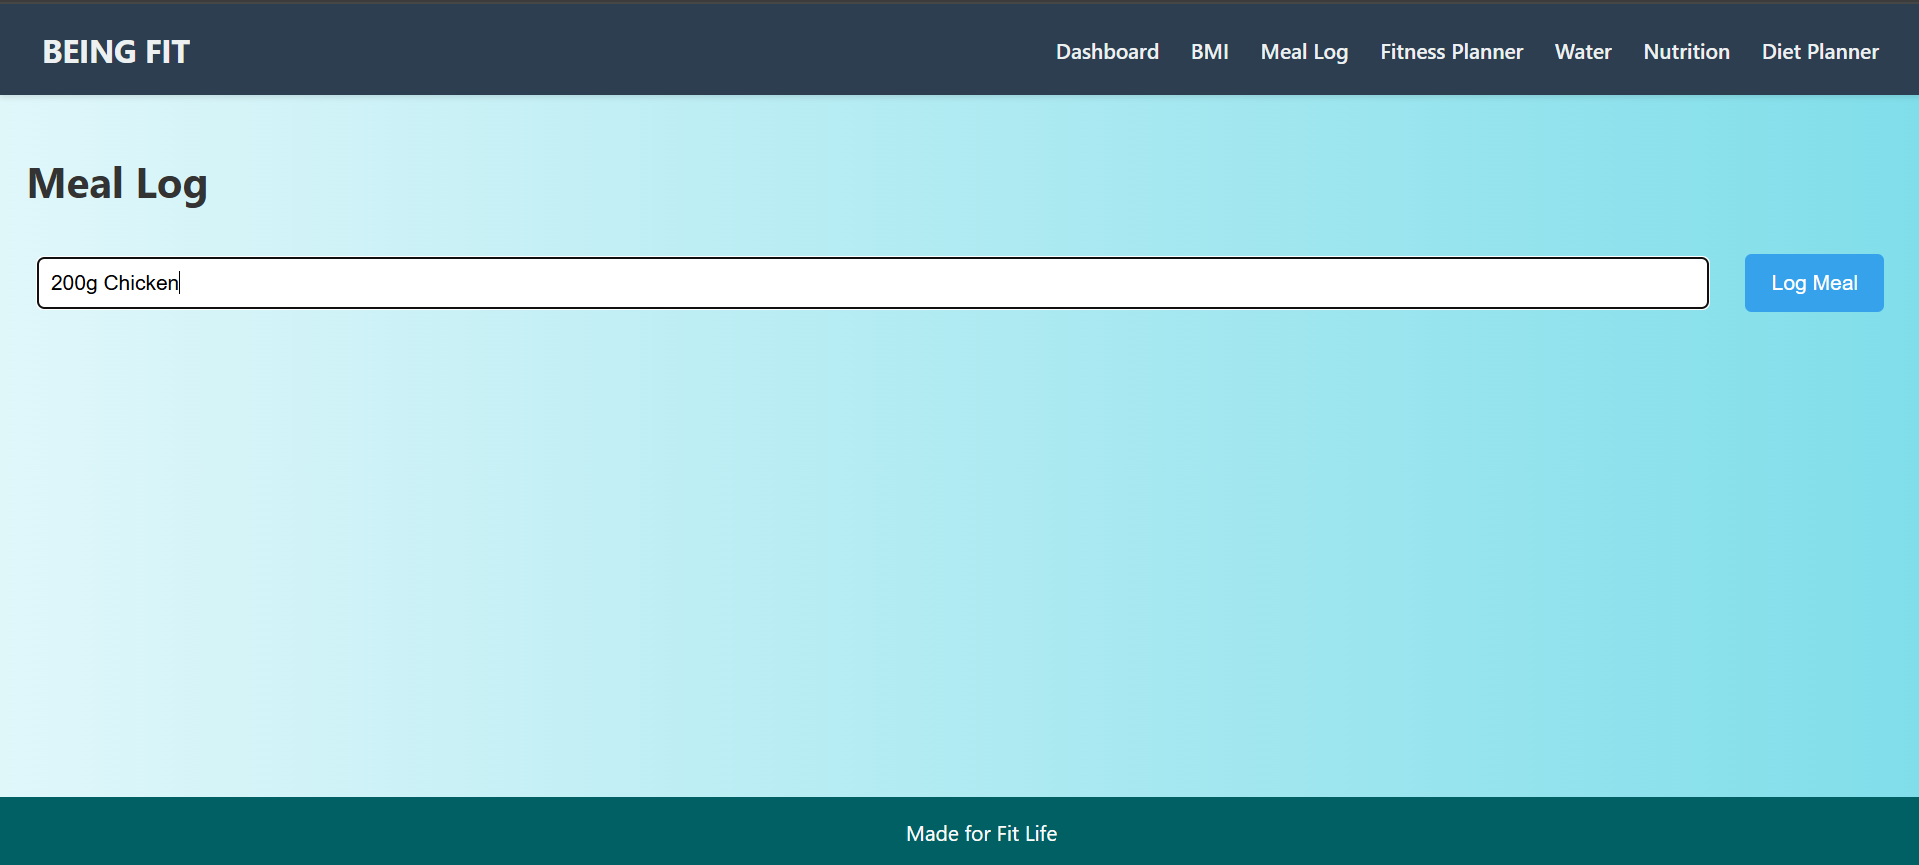 BEING FIT
Dashboard BMI Meal Log Fitness Planner Water Nutrition Diet Planner
Meal Log
200g Chicken
Log Meal
Made for Fit Life